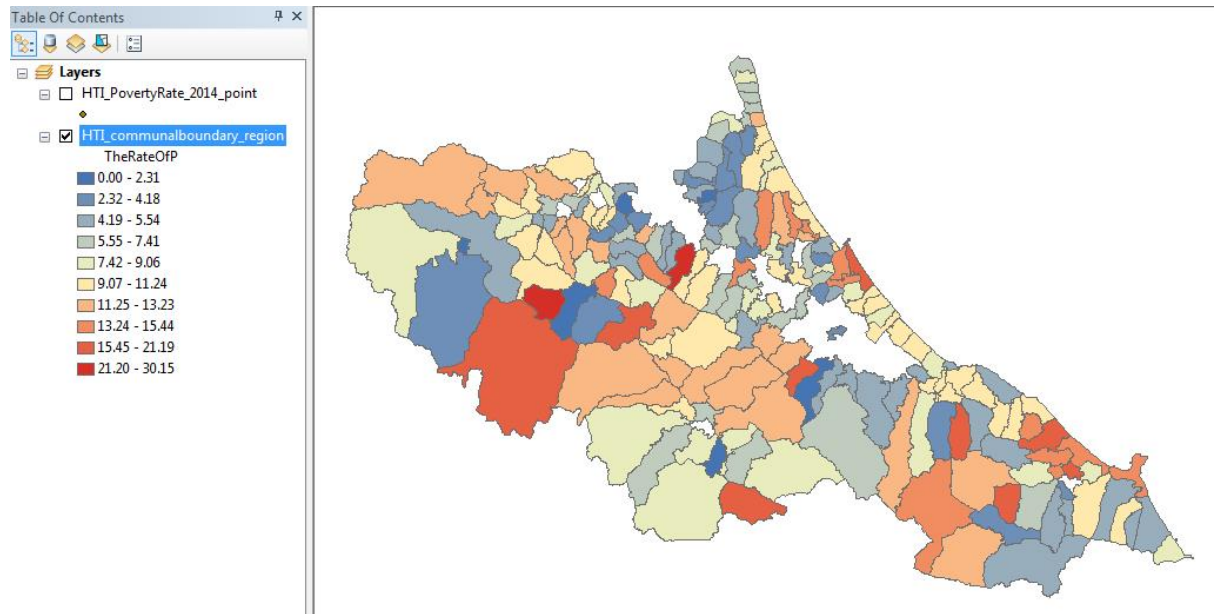 Table Of Contents
Layers
HTI_PovertyRate_2014_point
HTI_communalboundary_region
TheRateOfP
0.00 - 2.31
2.32 - 4.18
4.19 - 5.54
5.55 - 7.41
7.42 - 9.06
9.07 - 11.24
11.25 - 13.23
13.24 - 15.44
15.45 - 21.19
21.20 - 30.15